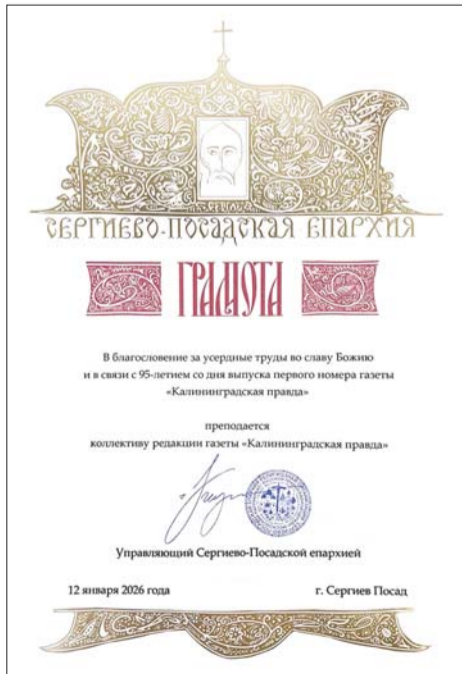 СЕРГИЕВО-ПОСАДСКАЯ ЕПАРХИЯ
ГРАМОТА
В благословение за усердные труды во славу Божию
и в связи с 95-летием со дня выпуска первого номера газеты
«Калининградская правда»
преподается
коллективу редакции газеты «Калининградская правда»
Управляющий Сергиево-Посадской епархией
12 января 2026 года г. Сергиев Посад